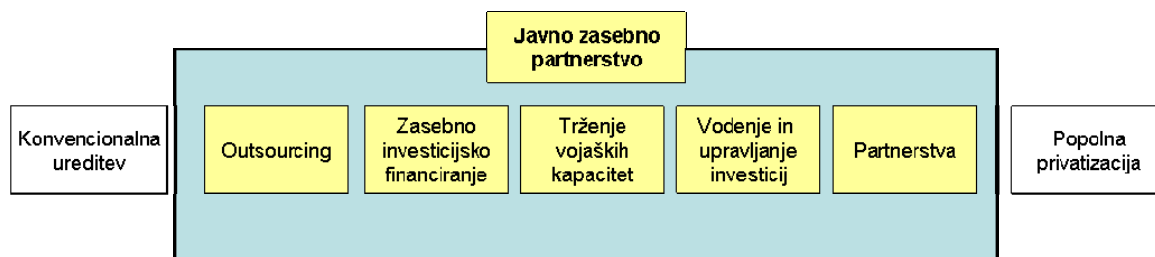 Javno zasebno
partnerstvo
Konvencionalna
ureditev
Outsourcing
Zasebno
investicijsko
financiranje
Trženje
vojaških
kapacitet
Vodenje in
upravljanje
investicij
Partnerstva
Popolna
privatizacija